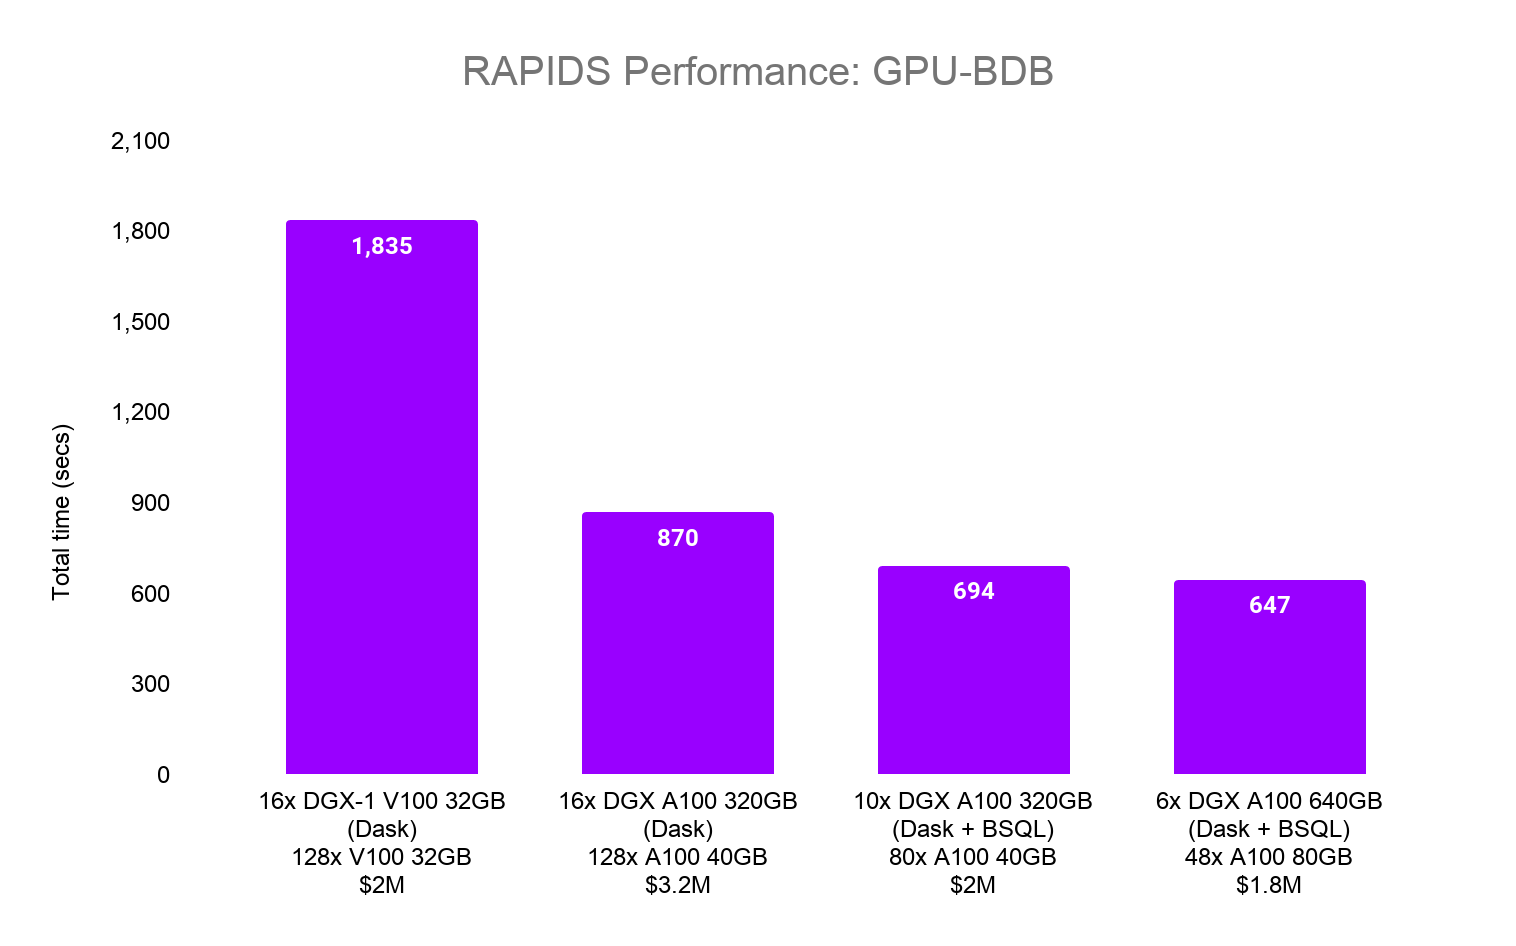 RAPIDS Performance: GPU-BDB
Total time (secs)
2,100
1,800
1,500
1,200
900
600
300
0
1,835
870
694
647
16x DGX-1 V100 32GB
(Dask)
128x V100 32GB
$2M
16x DGX A100 320GB
(Dask)
128x A100 40GB
$3.2M
10x DGX A100 320GB
(Dask + BSQL)
80x A100 40GB
$2M
6x DGX A100 640GB
(Dask + BSQL)
48x A100 80GB
$1.8M